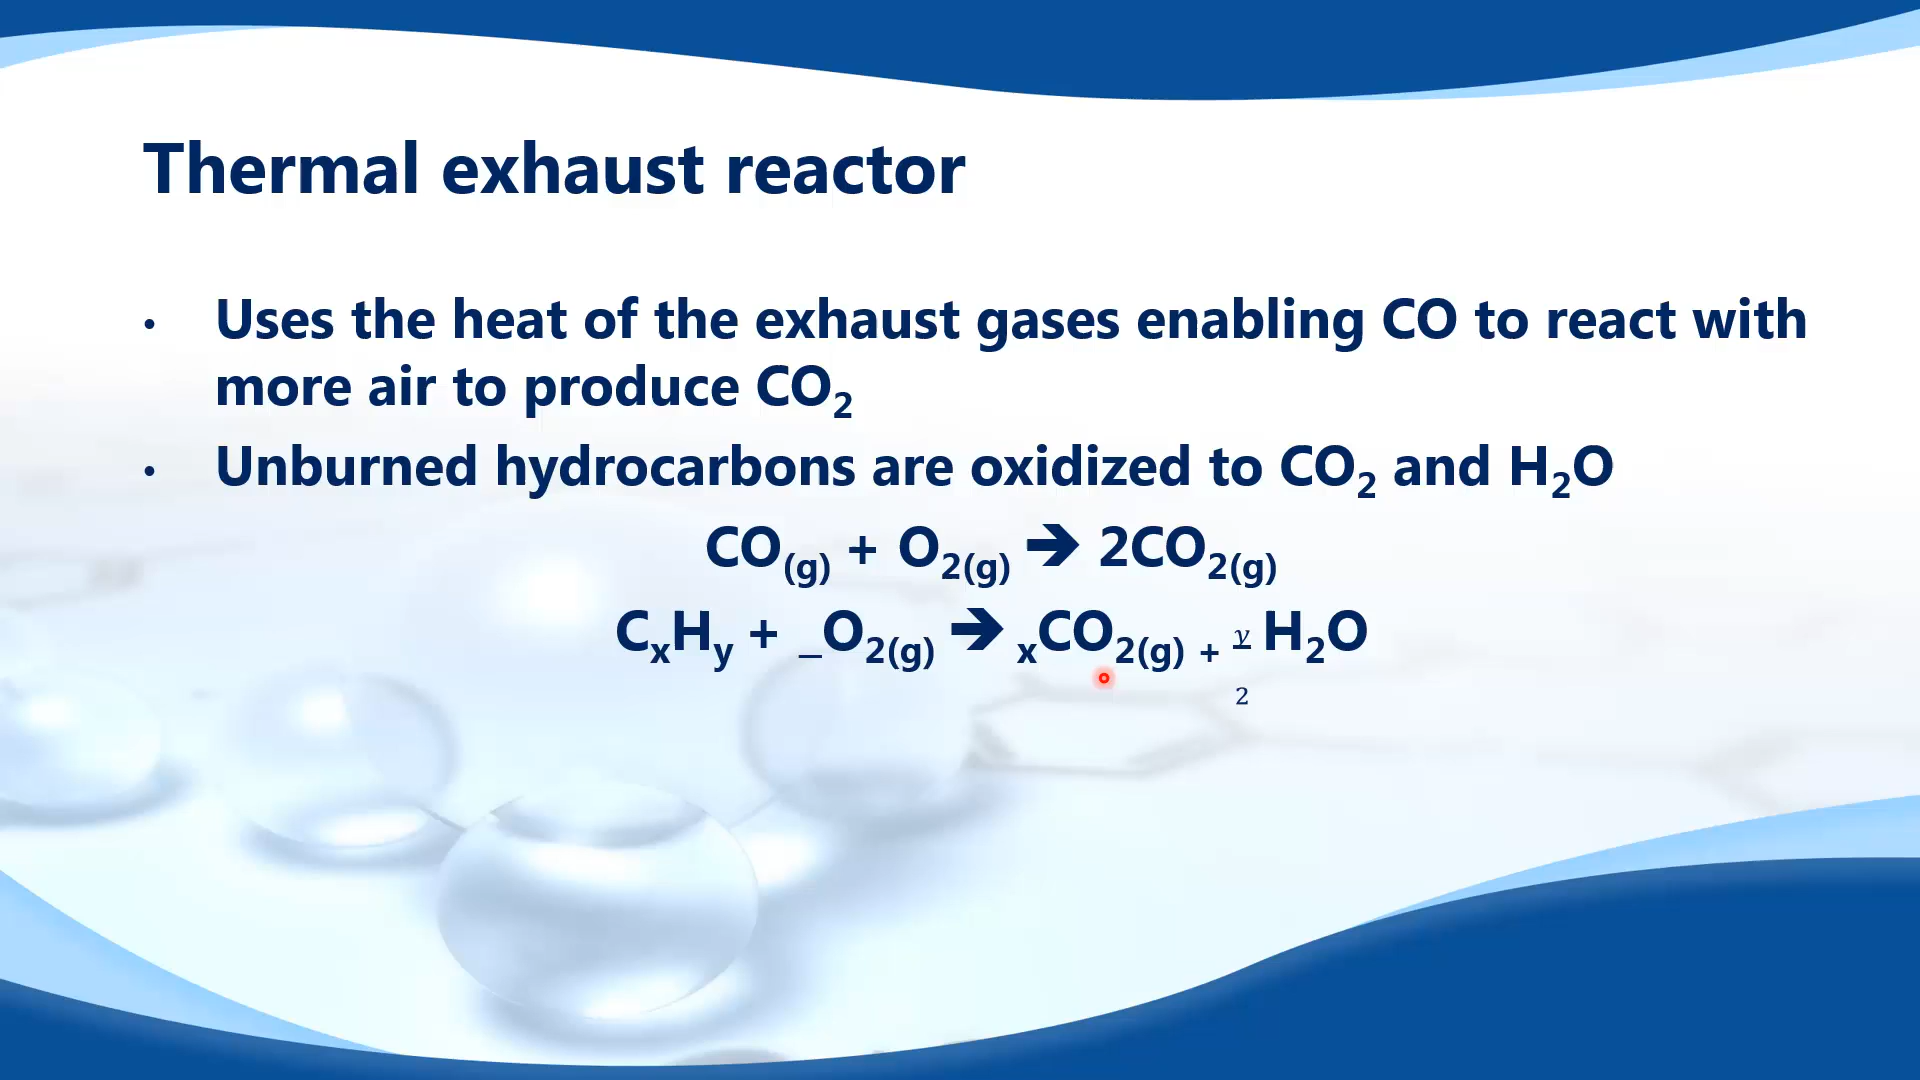 Thermal exhaust reactor
• Uses the heat of the exhaust gases enabling CO to react with
more air to produce CO₂
• Unburned hydrocarbons are oxidized to CO₂ and H₂O
CO(g) + O₂(g) 🡺 2CO₂(g)
CxHy + _O₂(g) 🡺 xCO₂(g) + y/2 H₂O